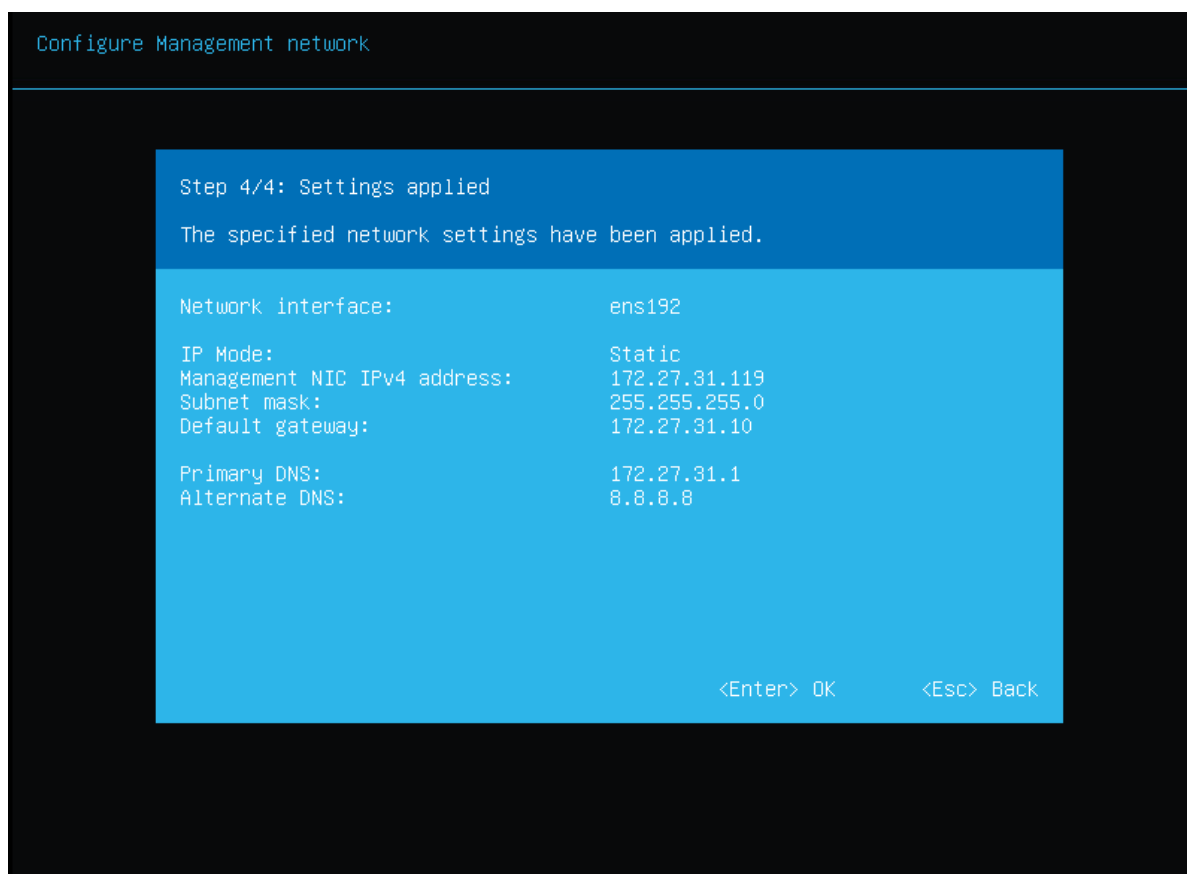 Configure Management network
Step 4/4: Settings applied
The specified network settings have been applied.
Network interface: ens192
IP Mode: Static
Management NIC IPv4 address: 172.27.31.119
Subnet mask: 255.255.255.0
Default gateway: 172.27.31.10
Primary DNS: 172.27.31.1
Alternate DNS: 8.8.8.8
<Enter> OK <Esc> Back